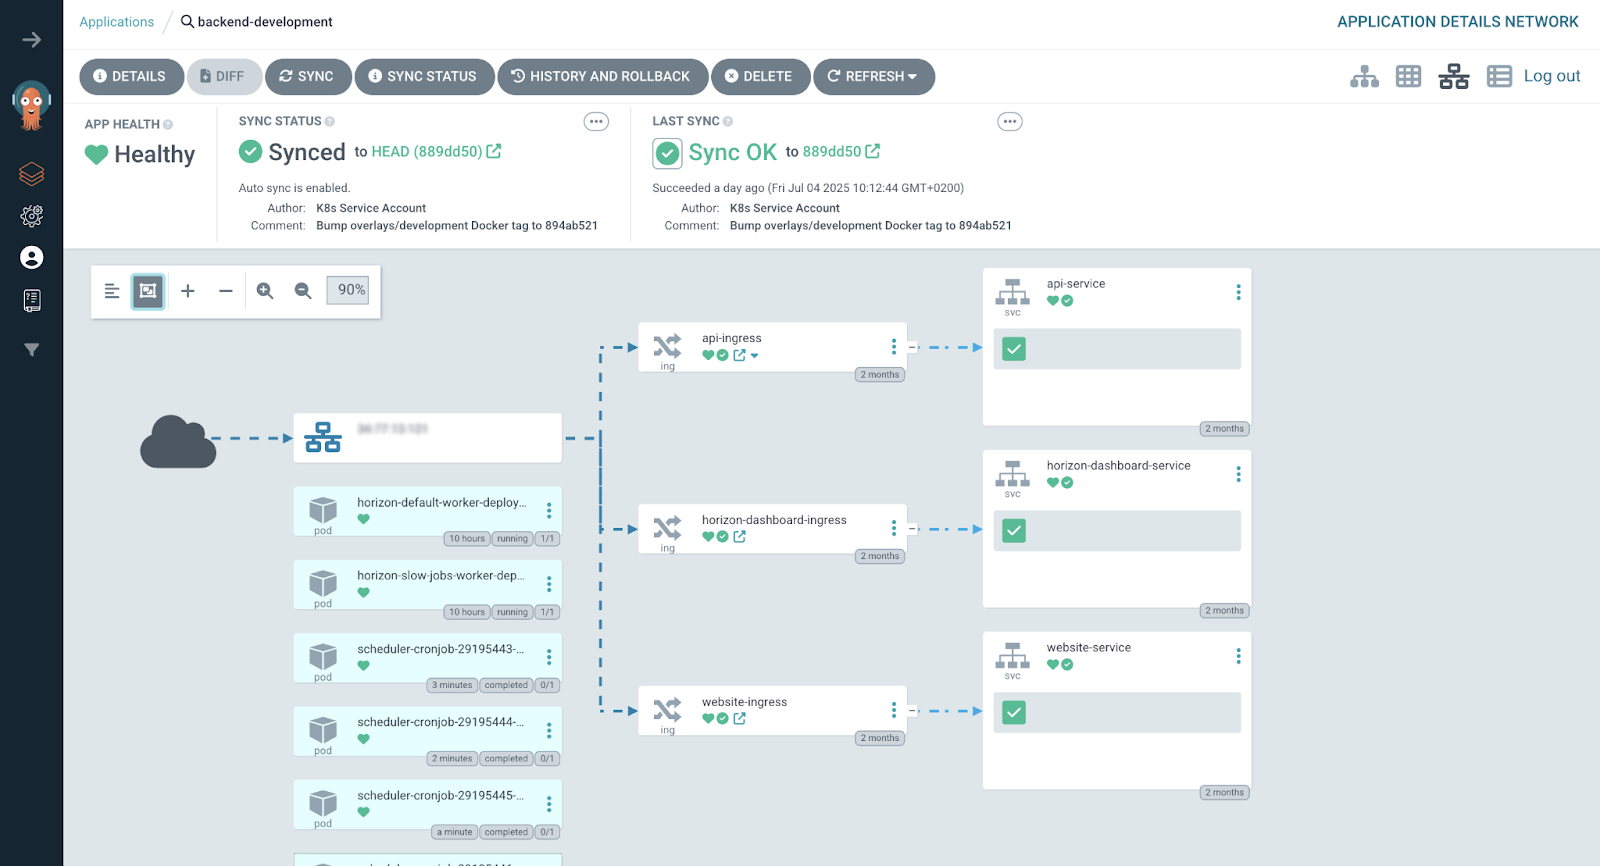 Applications / backend-development
APPLICATION DETAILS NETWORK
DETAILS
DIFF
SYNC
SYNC STATUS
HISTORY AND ROLLBACK
DELETE
REFRESH
Log out
APP HEALTH
Healthy
SYNC STATUS
Synced to HEAD (889dd50)
Auto sync is enabled.
Author: K8s Service Account
Comment: Bump overlays/development Docker tag to 894ab521
LAST SYNC
Sync OK to 889dd50
Succeeded a day ago (Fri Jul 04 2025 10:12:44 GMT+0200)
Author: K8s Service Account
Comment: Bump overlays/development Docker tag to 894ab521
90%
horizon-default-worker-deploy...
pod
10 hours running 1/1
horizon-slow-jobs-worker-dep...
pod
10 hours running 1/1
scheduler-cronjob-29195443-...
pod
3 minutes completed 0/1
scheduler-cronjob-29195444-...
pod
2 minutes completed 0/1
scheduler-cronjob-29195445-...
pod
a minute completed 0/1
api-ingress
ing
2 months
horizon-dashboard-ingress
ing
2 months
website-ingress
ing
2 months
api-service
svc
2 months
horizon-dashboard-service
svc
2 months
website-service
svc
2 months